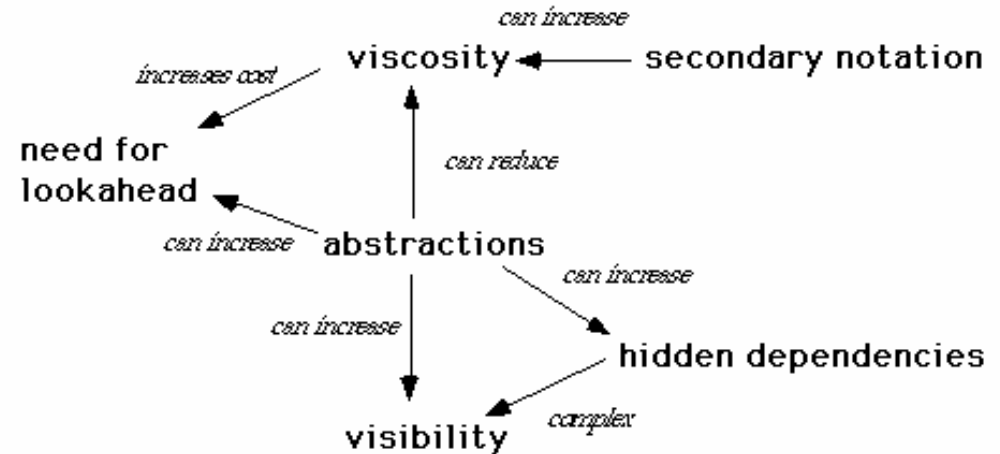 can increase
viscosity
secondary notation
increases cost
need for
lookahead
can reduce
can increase
abstractions
can increase
can increase
hidden dependencies
complex
visibility